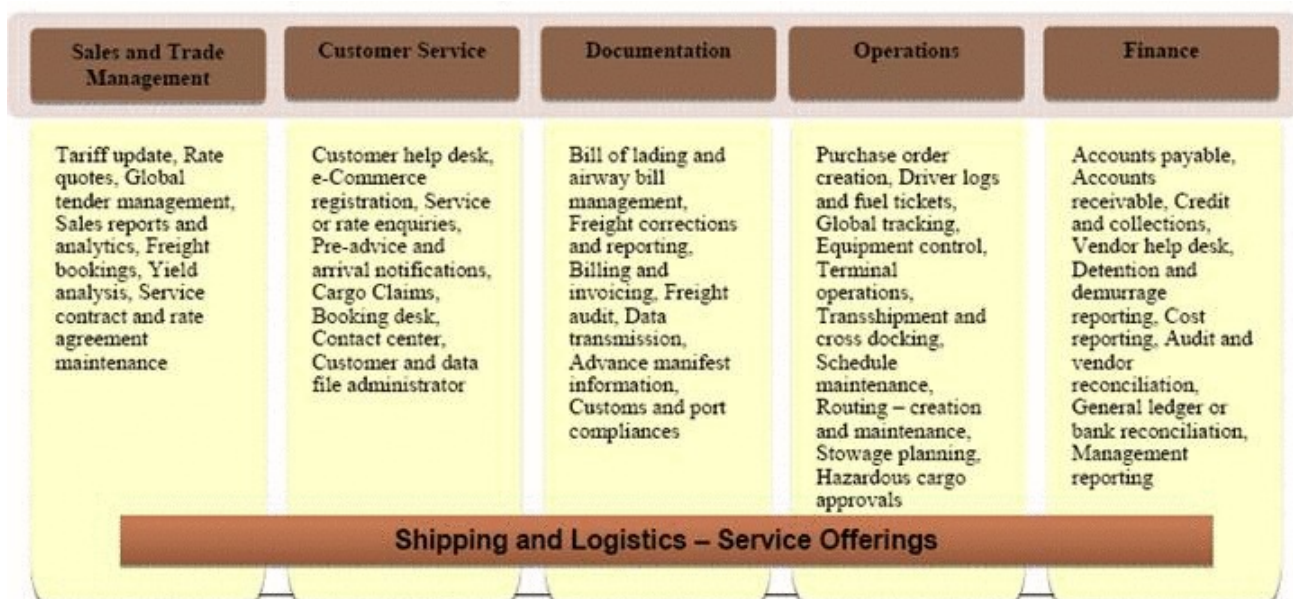 Sales and Trade
Management
Tariff update, Rate
quotes, Global
tender management,
Sales reports and
analytics, Freight
bookings, Yield
analysis, Service
contract and rate
agreement
maintenance
Customer Service
Customer help desk,
e-Commerce
registration, Service
or rate enquiries,
Pre-advice and
arrival notifications,
Cargo Claims,
Booking desk,
Contact center,
Customer and data
file administrator
Documentation
Bill of lading and
airway bill
management,
Freight corrections
and reporting,
Billing and
invoicing, Freight
audit, Data
transmission,
Advance manifest
information,
Customs and port
compliances
Operations
Purchase order
creation, Driver logs
and fuel tickets,
Global tracking,
Equipment control,
Terminal
operations,
Transshipment and
cross docking,
Schedule
maintenance,
Routing – creation
and maintenance,
Stowage planning,
Hazardous cargo
approvals
Finance
Accounts payable,
Accounts
receivable, Credit
and collections,
Vendor help desk,
Detention and
demurrage
reporting, Cost
reporting, Audit and
vendor
reconciliation,
General ledger or
bank reconciliation,
Management
reporting
Shipping and Logistics – Service Offerings